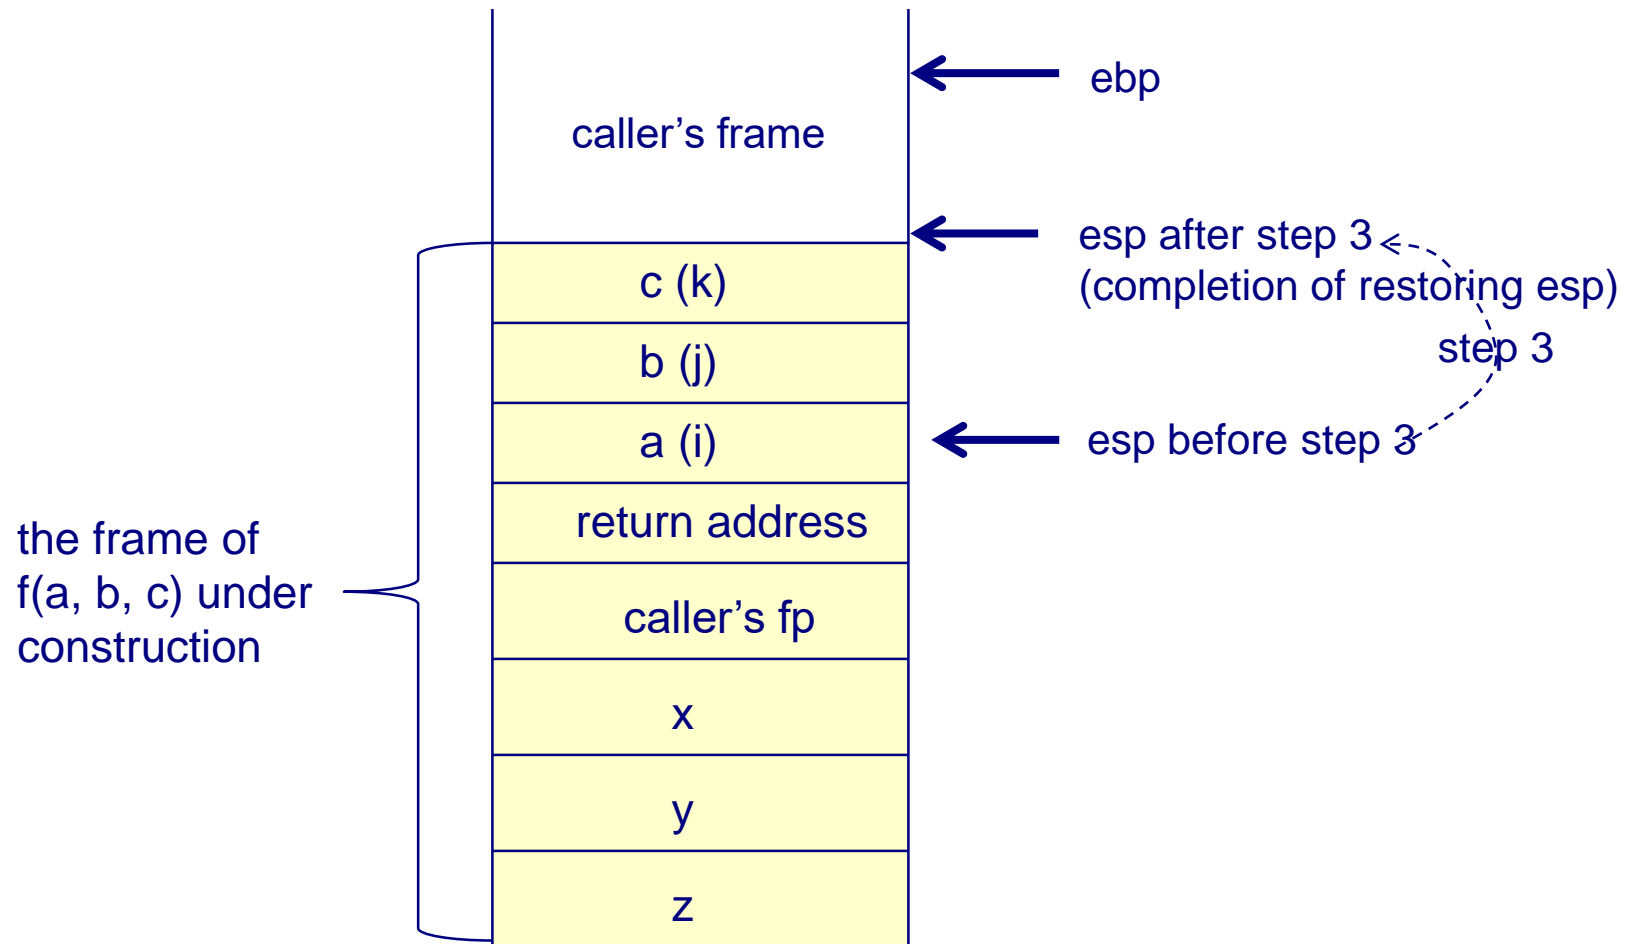 ebp
caller’s frame
esp after step 3
(completion of restoring esp)
c (k)
step 3
b (j)
a (i)
esp before step 3
return address
the frame of
f(a, b, c) under
construction
caller’s fp
x
y
z